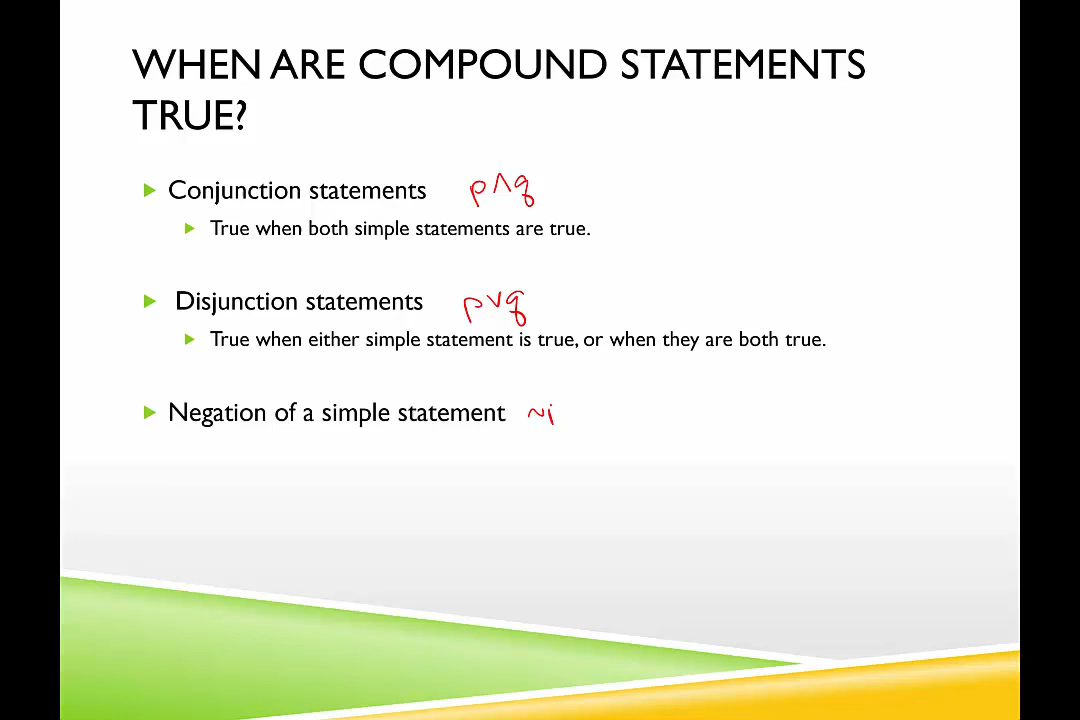 WHEN ARE COMPOUND STATEMENTS
TRUE?
Conjunction statements p∧q
True when both simple statements are true.
Disjunction statements p∨q
True when either simple statement is true, or when they are both true.
Negation of a simple statement ~